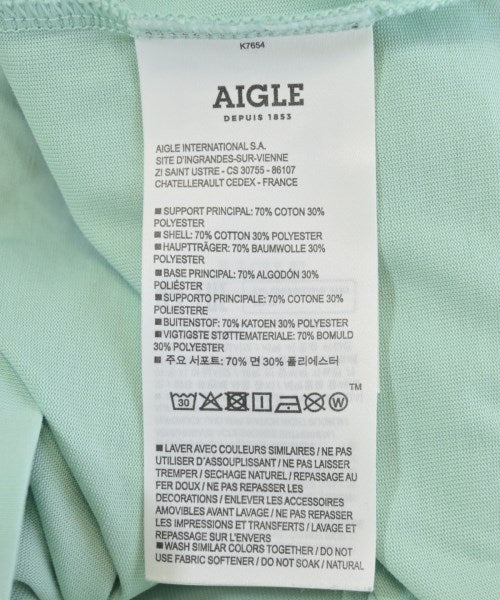 K7654
AIGLE
DEPUIS 1853
AIGLE INTERNATIONAL S.A.
SITE D'INGRANDES-SUR-VIENNE
ZI SAINT USTRE - CS 30755 - 86107
CHATELLERAULT CEDEX - FRANCE
■ SUPPORT PRINCIPAL: 70% COTON 30%
POLYESTER
■ SHELL: 70% COTTON 30% POLYESTER
■ HAUPTTRÄGER: 70% BAUMWOLLE 30%
POLYESTER
■ BASE PRINCIPAL: 70% ALGODÓN 30%
POLIÉSTER
■ SUPPORTO PRINCIPALE: 70% COTONE 30%
POLIESTERE
■ BUITENSTOF: 70% KATOEN 30% POLYESTER
■ VIGTIGSTE STØTTEMATERIALE: 70% BOMULD
30% POLYESTER
■ 주요 서포트: 70% 면 30% 폴리에스터
TM
30 W
■ LAVER AVEC COULEURS SIMILAIRES / NE PAS
UTILISER D'ASSOUPLISSANT / NE PAS LAISSER
TREMPER / SECHAGE NATUREL / REPASSAGE AU
FER DOUX / NE PAS REPASSER LES
DECORATIONS / ENLEVER LES ACCESSOIRES
AMOVIBLES AVANT LAVAGE / NE PAS REPASSER
LES IMPRESSIONS ET TRANSFERTS / LAVAGE ET
REPASSAGE SUR L'ENVERS
■ WASH SIMILAR COLORS TOGETHER / DO NOT
USE FABRIC SOFTENER / DO NOT SOAK / NATURAL